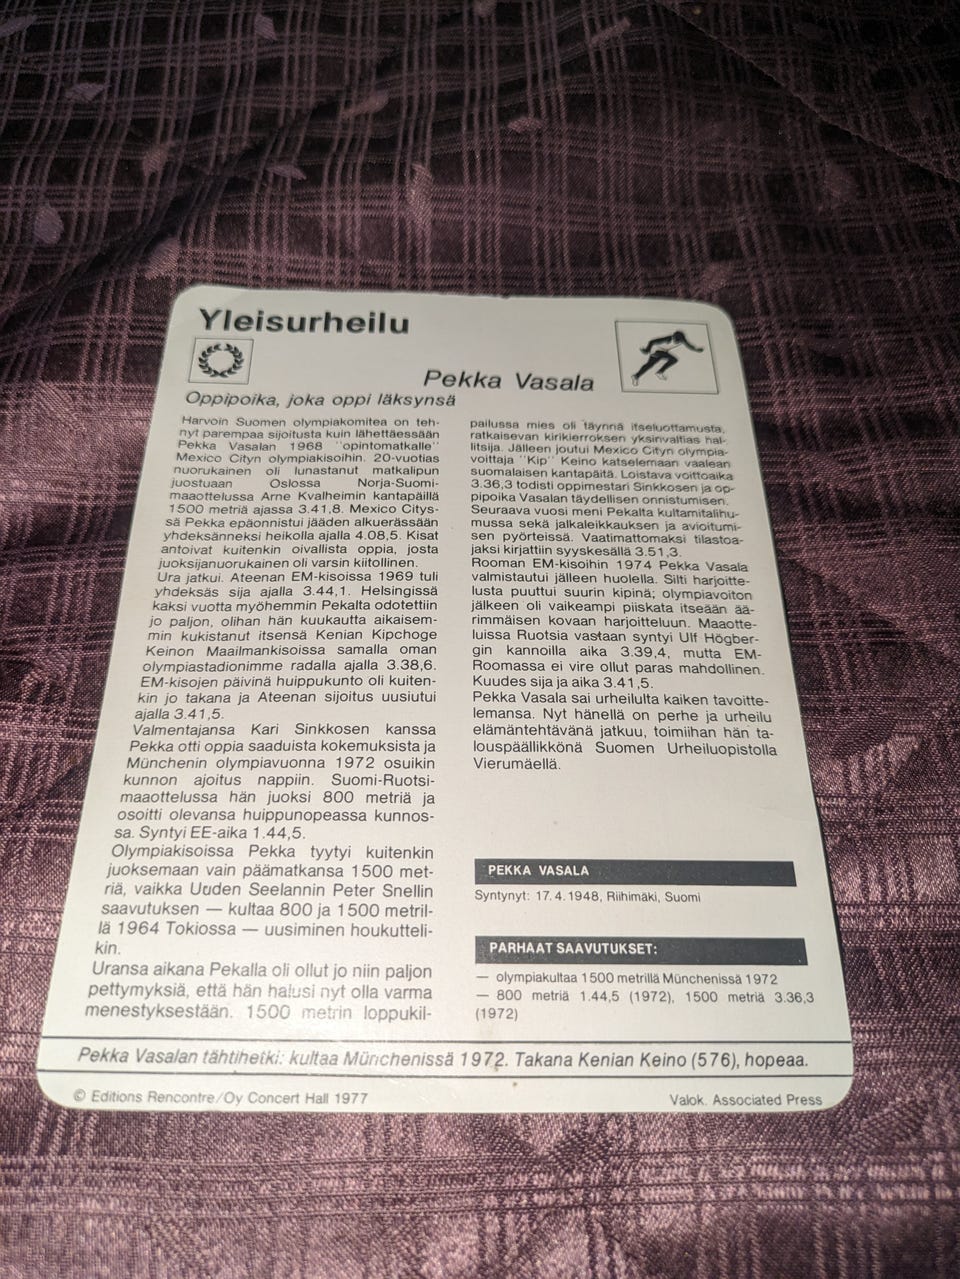 Yleisurheilu
Pekka Vasala
Oppipoika, joka oppi läksynsä
Harvoin Suomen olympiakomitea on teh-
nyt parempaa sijoitusta kuin lähettäessään
Pekka Vasalan 1968 "opintomatkalle"
Mexico Cityn olympiakisoihin. 20-vuotias
nuorukainen oli lunastanut matkalipun
juostuaan Oslossa Norja-Suomi-
maaottelussa Arne Kvalheimin kantapäillä
1500 metriä ajassa 3.41,8. Mexico Citys-
sä Pekka epäonnistui jääden alkuerässään
yhdeksänneksi heikolla ajalla 4.08,5. Kisat
antoivat kuitenkin oivallista oppia, josta
juoksijanuorukainen oli varsin kiitollinen.
Ura jatkui. Ateenan EM-kisoissa 1969 tuli
yhdeksäs sija ajalla 3.44,1. Helsingissä
kaksi vuotta myöhemmin Pekalta odotettiin
jo paljon, olihan hän kuukautta aikaisem-
min kukistanut itsensä Kenian Kipchoge
Keinon Maailmankisoissa samalla oman
olympiastadionimme radalla ajalla 3.38,6.
EM-kisojen päivinä huippukunto oli kuiten-
kin jo takana ja Ateenan sijoitus uusiutui
ajalla 3.41,5.
Valmentajansa Kari Sinkkosen kanssa
Pekka otti oppia saaduista kokemuksista ja
Münchenin olympiavuonna 1972 osuikin
kunnon ajoitus nappiin. Suomi-Ruotsi-
maaottelussa hän juoksi 800 metriä ja
osoitti olevansa huippunopeassa kunnos-
sa. Syntyi EE-aika 1.44,5.
Olympiakisoissa Pekka tyytyi kuitenkin
juoksemaan vain päämatkansa 1500 met-
riä, vaikka Uuden Seelannin Peter Snellin
saavutuksen — kultaa 800 ja 1500 metril-
lä 1964 Tokiossa — uusiminen houkutteli-
kin.
Uransa aikana Pekalla oli ollut jo niin paljon
pettymyksiä, että hän halusi nyt olla varma
menestyksestään. 1500 metrin loppukil-
pailussa mies oli täynnä itseluottamusta,
ratkaisevan kirikierroksen yksinvaltias hal-
litsija. Jälleen joutui Mexico Cityn olympia-
voittaja "Kip" Keino katselemaan vaalean
suomalaisen kantapäitä. Loistava voittoaika
3.36,3 todisti oppimestari Sinkkosen ja op-
pipoika Vasalan täydellisen onnistumisen.
Seuraava vuosi meni Pekalta kultamitalihu-
mussa sekä jalkaleikkauksen ja avioitumi-
sen pyörteissä. Vaatimattomaksi tilastoa-
jaksi kirjattiin syyskesällä 3.51,3.
Rooman EM-kisoihin 1974 Pekka Vasala
valmistautui jälleen huolella. Silti harjoitte-
lusta puuttui suurin kipinä; olympiavoiton
jälkeen oli vaikeampi piiskata itseään ää-
rimmäisen kovaan harjoitteluun. Maaotte-
luissa Ruotsia vastaan syntyi Ulf Högber-
gin kannoilla aika 3.39,4, mutta EM-
Roomassa ei vire ollut paras mahdollinen.
Kuudes sija ja aika 3.41,5.
Pekka Vasala sai urheilulta kaiken tavoitte-
lemansa. Nyt hänellä on perhe ja urheilu
elämäntehtävänä jatkuu, toimiihan hän ta-
louspäällikkönä Suomen Urheiluopistolla
Vierumäellä.
PEKKA VASALA
Syntynyt: 17.4.1948, Riihimäki, Suomi
PARHAAT SAAVUTUKSET:
— olympiakultaa 1500 metrillä Münchenissä 1972
— 800 metriä 1.44,5 (1972), 1500 metriä 3.36,3
(1972)
Pekka Vasalan tähtihetki: kultaa Münchenissä 1972. Takana Kenian Keino (576), hopeaa.
© Editions Rencontre/Oy Concert Hall 1977
Valok. Associated Press